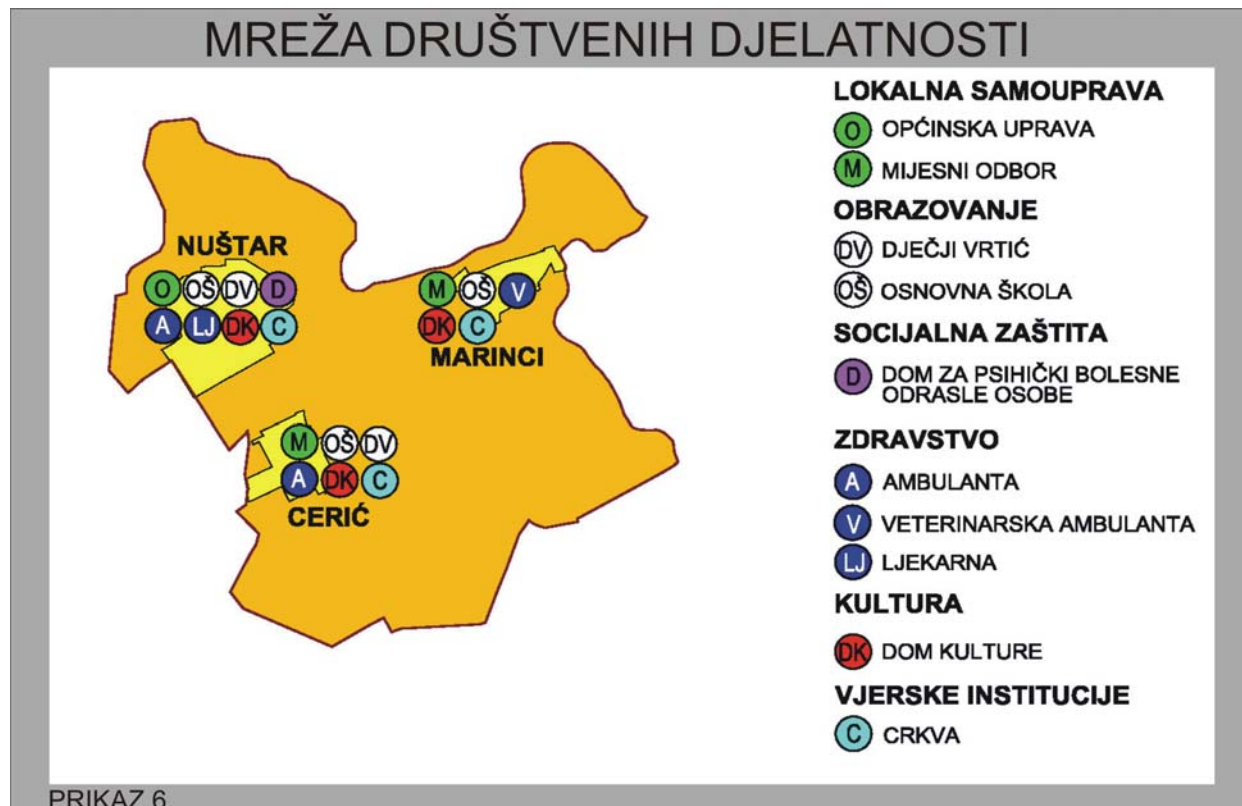 MREŽA DRUŠTVENIH DJELATNOSTI
NUŠTAR
O OŠ DV D
A LJ DK C
M OŠ V
DK C
MARINCI
M OŠ DV
A DK C
CERIĆ
LOKALNA SAMOUPRAVA
O OPĆINSKA UPRAVA
M MIJESNI ODBOR
OBRAZOVANJE
DV DJEČJI VRTIĆ
OŠ OSNOVNA ŠKOLA
SOCIJALNA ZAŠTITA
D DOM ZA PSIHIČKI BOLESNE
ODRASLE OSOBE
ZDRAVSTVO
A AMBULANTA
V VETERINARSKA AMBULANTA
LJ LJEKARNA
KULTURA
DK DOM KULTURE
VJERSKE INSTITUCIJE
C CRKVA
PRIKAZ 6